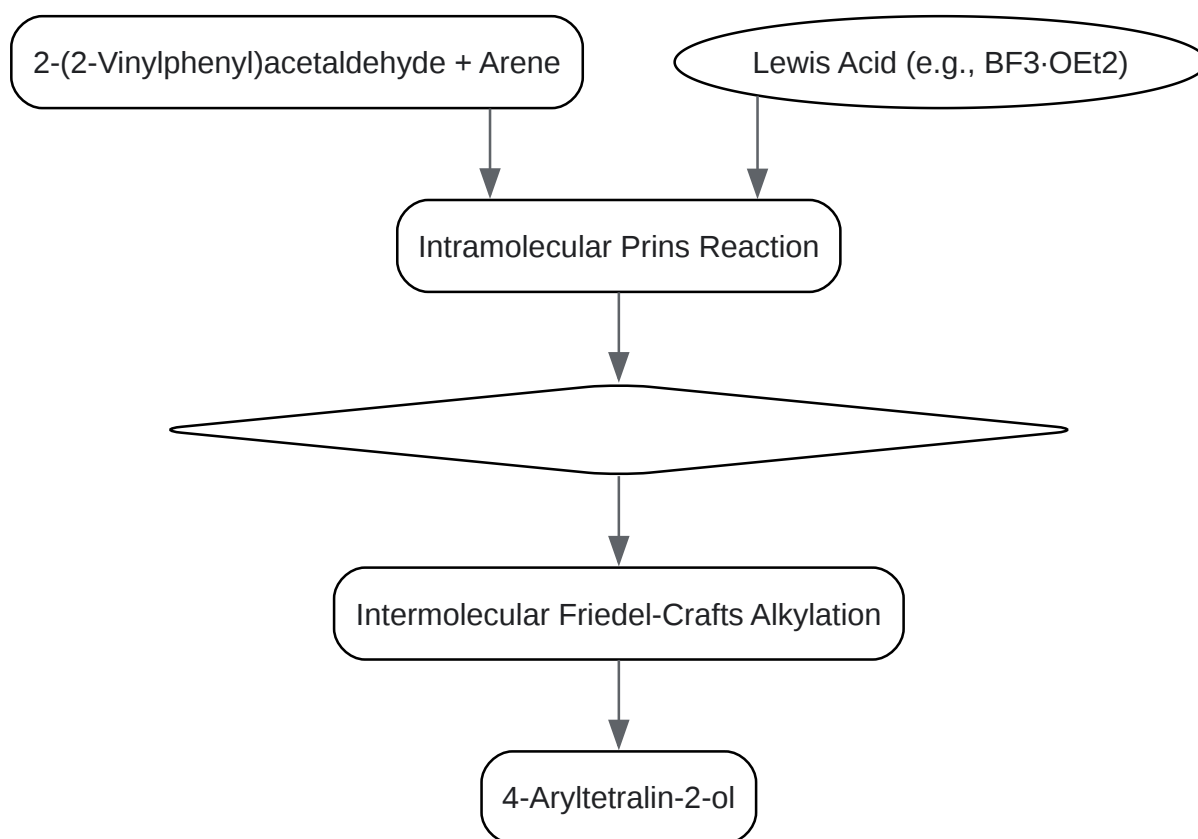 2-(2-Vinylphenyl)acetaldehyde + Arene
Lewis Acid (e.g., BF3·OEt2)
Intramolecular Prins Reaction
Intermolecular Friedel-Crafts Alkylation
4-Aryltetralin-2-ol